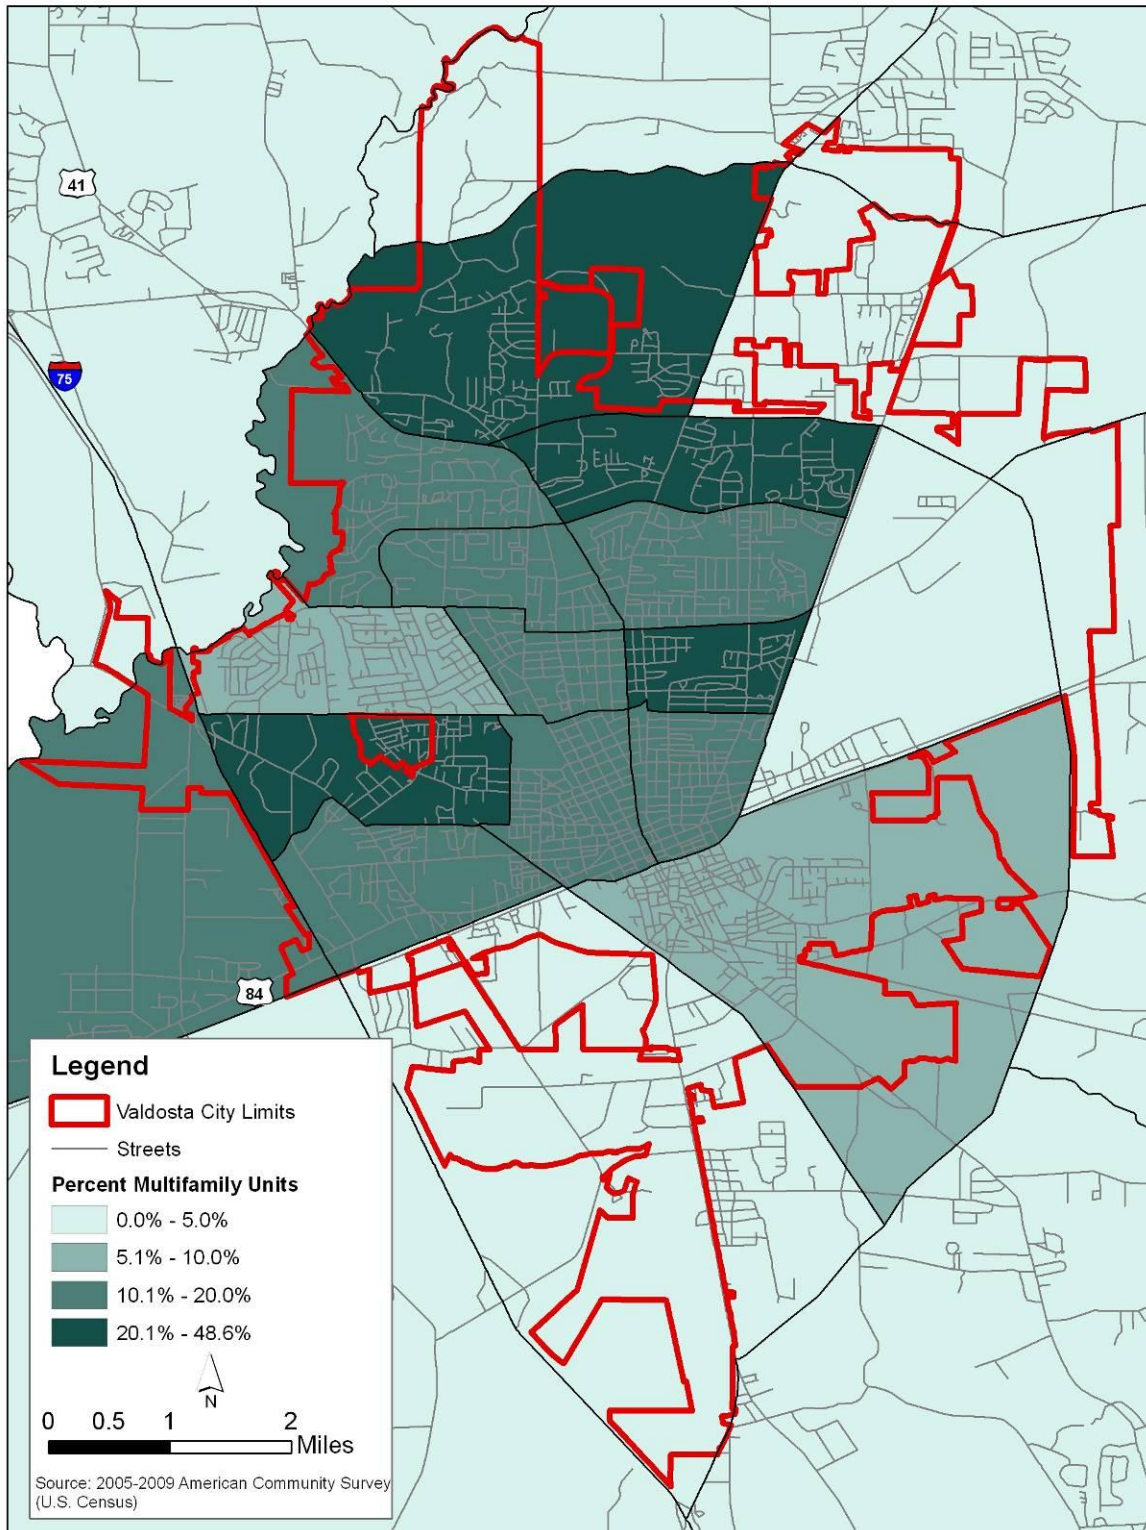 41
75
84
Legend
Valdosta City Limits
Streets
Percent Multifamily Units
0.0% - 5.0%
5.1% - 10.0%
10.1% - 20.0%
20.1% - 48.6%
N
0 0.5 1 2
Miles
Source: 2005-2009 American Community Survey
(U.S. Census)